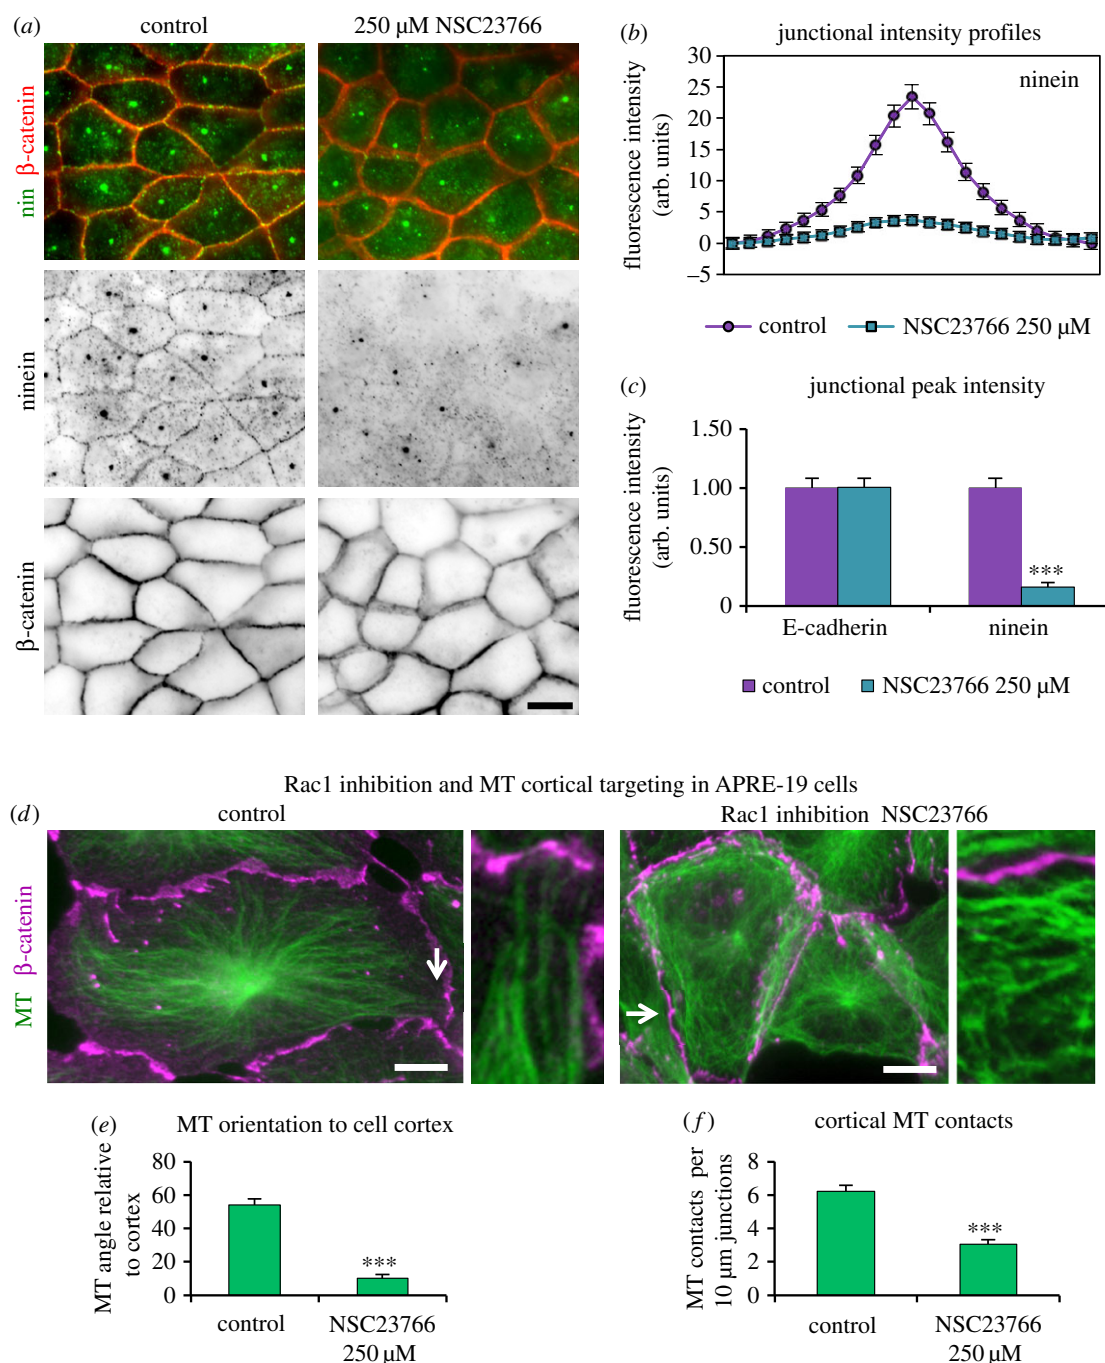 (a)
control
250 µM NSC23766
nin β-catenin
ninein
β-catenin
(b)
junctional intensity profiles
fluorescence intensity
(arb. units)
30
25
20
15
10
5
0
–5
ninein
control
NSC23766 250 µM
(c)
junctional peak intensity
fluorescence intensity
(arb. units)
1.50
1.00
0.50
0
***
E-cadherin
ninein
control
NSC23766 250 µM
Rac1 inhibition and MT cortical targeting in APRE-19 cells
(d)
control
Rac1 inhibition NSC23766
MT β-catenin
(e)
MT orientation to cell cortex
MT angle relative
to cortex
80
60
40
20
0
***
control
NSC23766
250 µM
(f)
cortical MT contacts
MT contacts per
10 µm junctions
8
6
4
2
0
***
control
NSC23766
250 µM